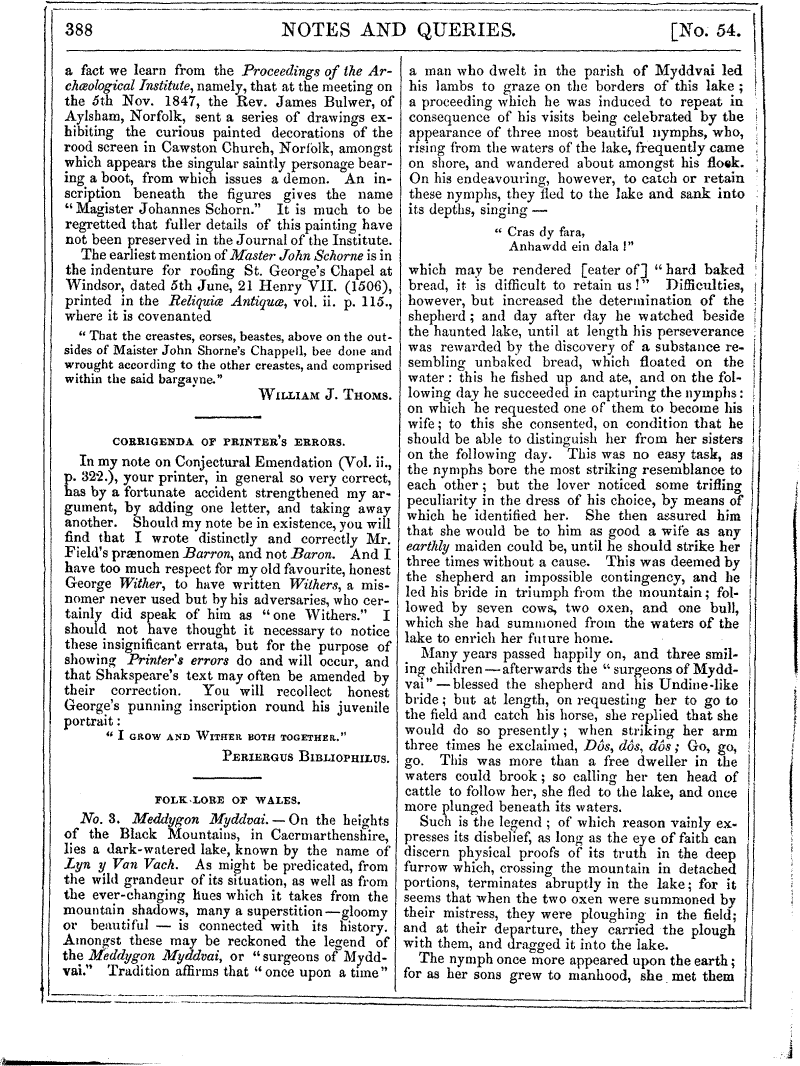 388 NOTES AND QUERIES. [No. 54.
a fact we learn from the Proceedings of the Ar-
chæological Institute, namely, that at the meeting on
the 5th Nov. 1847, the Rev. James Bulwer, of
Aylsham, Norfolk, sent a series of drawings ex-
hibiting the curious painted decorations of the
rood screen in Cawston Church, Norfolk, amongst
which appears the singular saintly personage bear-
ing a boot, from which issues a demon. An in-
scription beneath the figures gives the name
“Magister Johannes Schorn.” It is much to be
regretted that fuller details of this painting have
not been preserved in the Journal of the Institute.
The earliest mention of Master John Schorne is in
the indenture for roofing St. George's Chapel at
Windsor, dated 5th June, 21 Henry VII. (1506),
printed in the Reliquiæ Antiquæ, vol. ii. p. 115.,
where it is covenanted
“That the creastes, corses, beastes, above on the out-
sides of Maister John Shorne's Chappell, bee done and
wrought according to the other creastes, and comprised
within the said bargayne.”
WILLIAM J. THOMS.
CORRIGENDA OF PRINTER'S ERRORS.
In my note on Conjectural Emendation (Vol. ii.,
p. 322.), your printer, in general so very correct,
has by a fortunate accident strengthened my ar-
gument, by adding one letter, and taking away
another. Should my note be in existence, you will
find that I wrote distinctly and correctly Mr.
Field's prænomen Barron, and not Baron. And I
have too much respect for my old favourite, honest
George Wither, to have written Withers, a mis-
nomer never used but by his adversaries, who cer-
tainly did speak of him as “one Withers.” I
should not have thought it necessary to notice
these insignificant errata, but for the purpose of
showing Printer's errors do and will occur, and
that Shakspeare's text may often be amended by
their correction. You will recollect honest
George's punning inscription round his juvenile
portrait:
“I GROW AND WITHER BOTH TOGETHER.”
PERIERGUS BIBLIOPHILUS.
FOLK-LORE OF WALES.
No. 3. Meddygon Myddvai. — On the heights
of the Black Mountains, in Caermarthenshire,
lies a dark-watered lake, known by the name of
Lyn y Van Vach. As might be predicated, from
the wild grandeur of its situation, as well as from
the ever-changing hues which it takes from the
mountain shadows, many a superstition — gloomy
or beautiful — is connected with its history.
Amongst these may be reckoned the legend of
the Meddygon Myddvai, or “surgeons of Mydd-
vai.” Tradition affirms that “once upon a time”
a man who dwelt in the parish of Myddvai led
his lambs to graze on the borders of this lake;
a proceeding which he was induced to repeat in
consequence of his visits being celebrated by the
appearance of three most beautiful nymphs, who,
rising from the waters of the lake, frequently came
on shore, and wandered about amongst his flock.
On his endeavouring, however, to catch or retain
these nymphs, they fled to the lake and sank into
its depths, singing —
“Cras dy fara,
Anhawdd ein dala!”
which may be rendered [eater of] “hard baked
bread, it is difficult to retain us!” Difficulties,
however, but increased the determination of the
shepherd; and day after day he watched beside
the haunted lake, until at length his perseverance
was rewarded by the discovery of a substance re-
sembling unbaked bread, which floated on the
water: this he fished up and ate, and on the fol-
lowing day he succeeded in capturing the nymphs:
on which he requested one of them to become his
wife; to this she consented, on condition that he
should be able to distinguish her from her sisters
on the following day. This was no easy task, as
the nymphs bore the most striking resemblance to
each other; but the lover noticed some trifling
peculiarity in the dress of his choice, by means of
which he identified her. She then assured him
that she would be to him as good a wife as any
earthly maiden could be, until he should strike her
three times without a cause. This was deemed by
the shepherd an impossible contingency, and he
led his bride in triumph from the mountain; fol-
lowed by seven cows, two oxen, and one bull,
which she had summoned from the waters of the
lake to enrich her future home.
Many years passed happily on, and three smil-
ing children — afterwards the “surgeons of Mydd-
vai” — blessed the shepherd and his Undine-like
bride; but at length, on requesting her to go to
the field and catch his horse, she replied that she
would do so presently; when striking her arm
three times he exclaimed, Dôs, dôs, dôs; Go, go,
go. This was more than a free dweller in the
waters could brook; so calling her ten head of
cattle to follow her, she fled to the lake, and once
more plunged beneath its waters.
Such is the legend; of which reason vainly ex-
presses its disbelief, as long as the eye of faith can
discern physical proofs of its truth in the deep
furrow which, crossing the mountain in detached
portions, terminates abruptly in the lake; for it
seems that when the two oxen were summoned by
their mistress, they were ploughing in the field;
and at their departure, they carried the plough
with them, and dragged it into the lake.
The nymph once more appeared upon the earth;
for as her sons grew to manhood, she met them